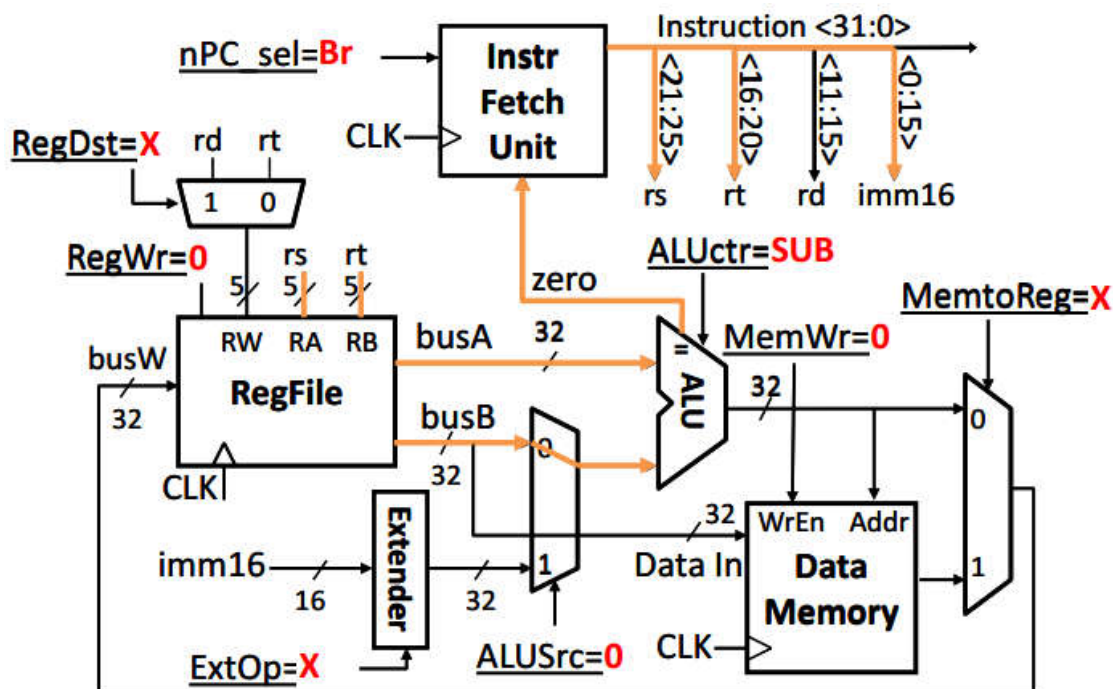 Instruction <31:0>
nPC_sel=Br
Instr
Fetch
Unit
CLK
<21:25>
<16:20>
<11:15>
<0:15>
rs
rt
rd
imm16
RegDst=X
rd
rt
1
0
RegWr=0
rs
rt
5
5
5
zero
ALUctr=SUB
MemtoReg=X
busW
32
RW
RA
RB
RegFile
CLK
busA
32
busB
32
=
ALU
MemWr=0
32
0
1
0
1
imm16
16
Extender
32
ExtOp=X
ALUSrc=0
32
Data In
WrEn
Addr
Data
Memory
CLK